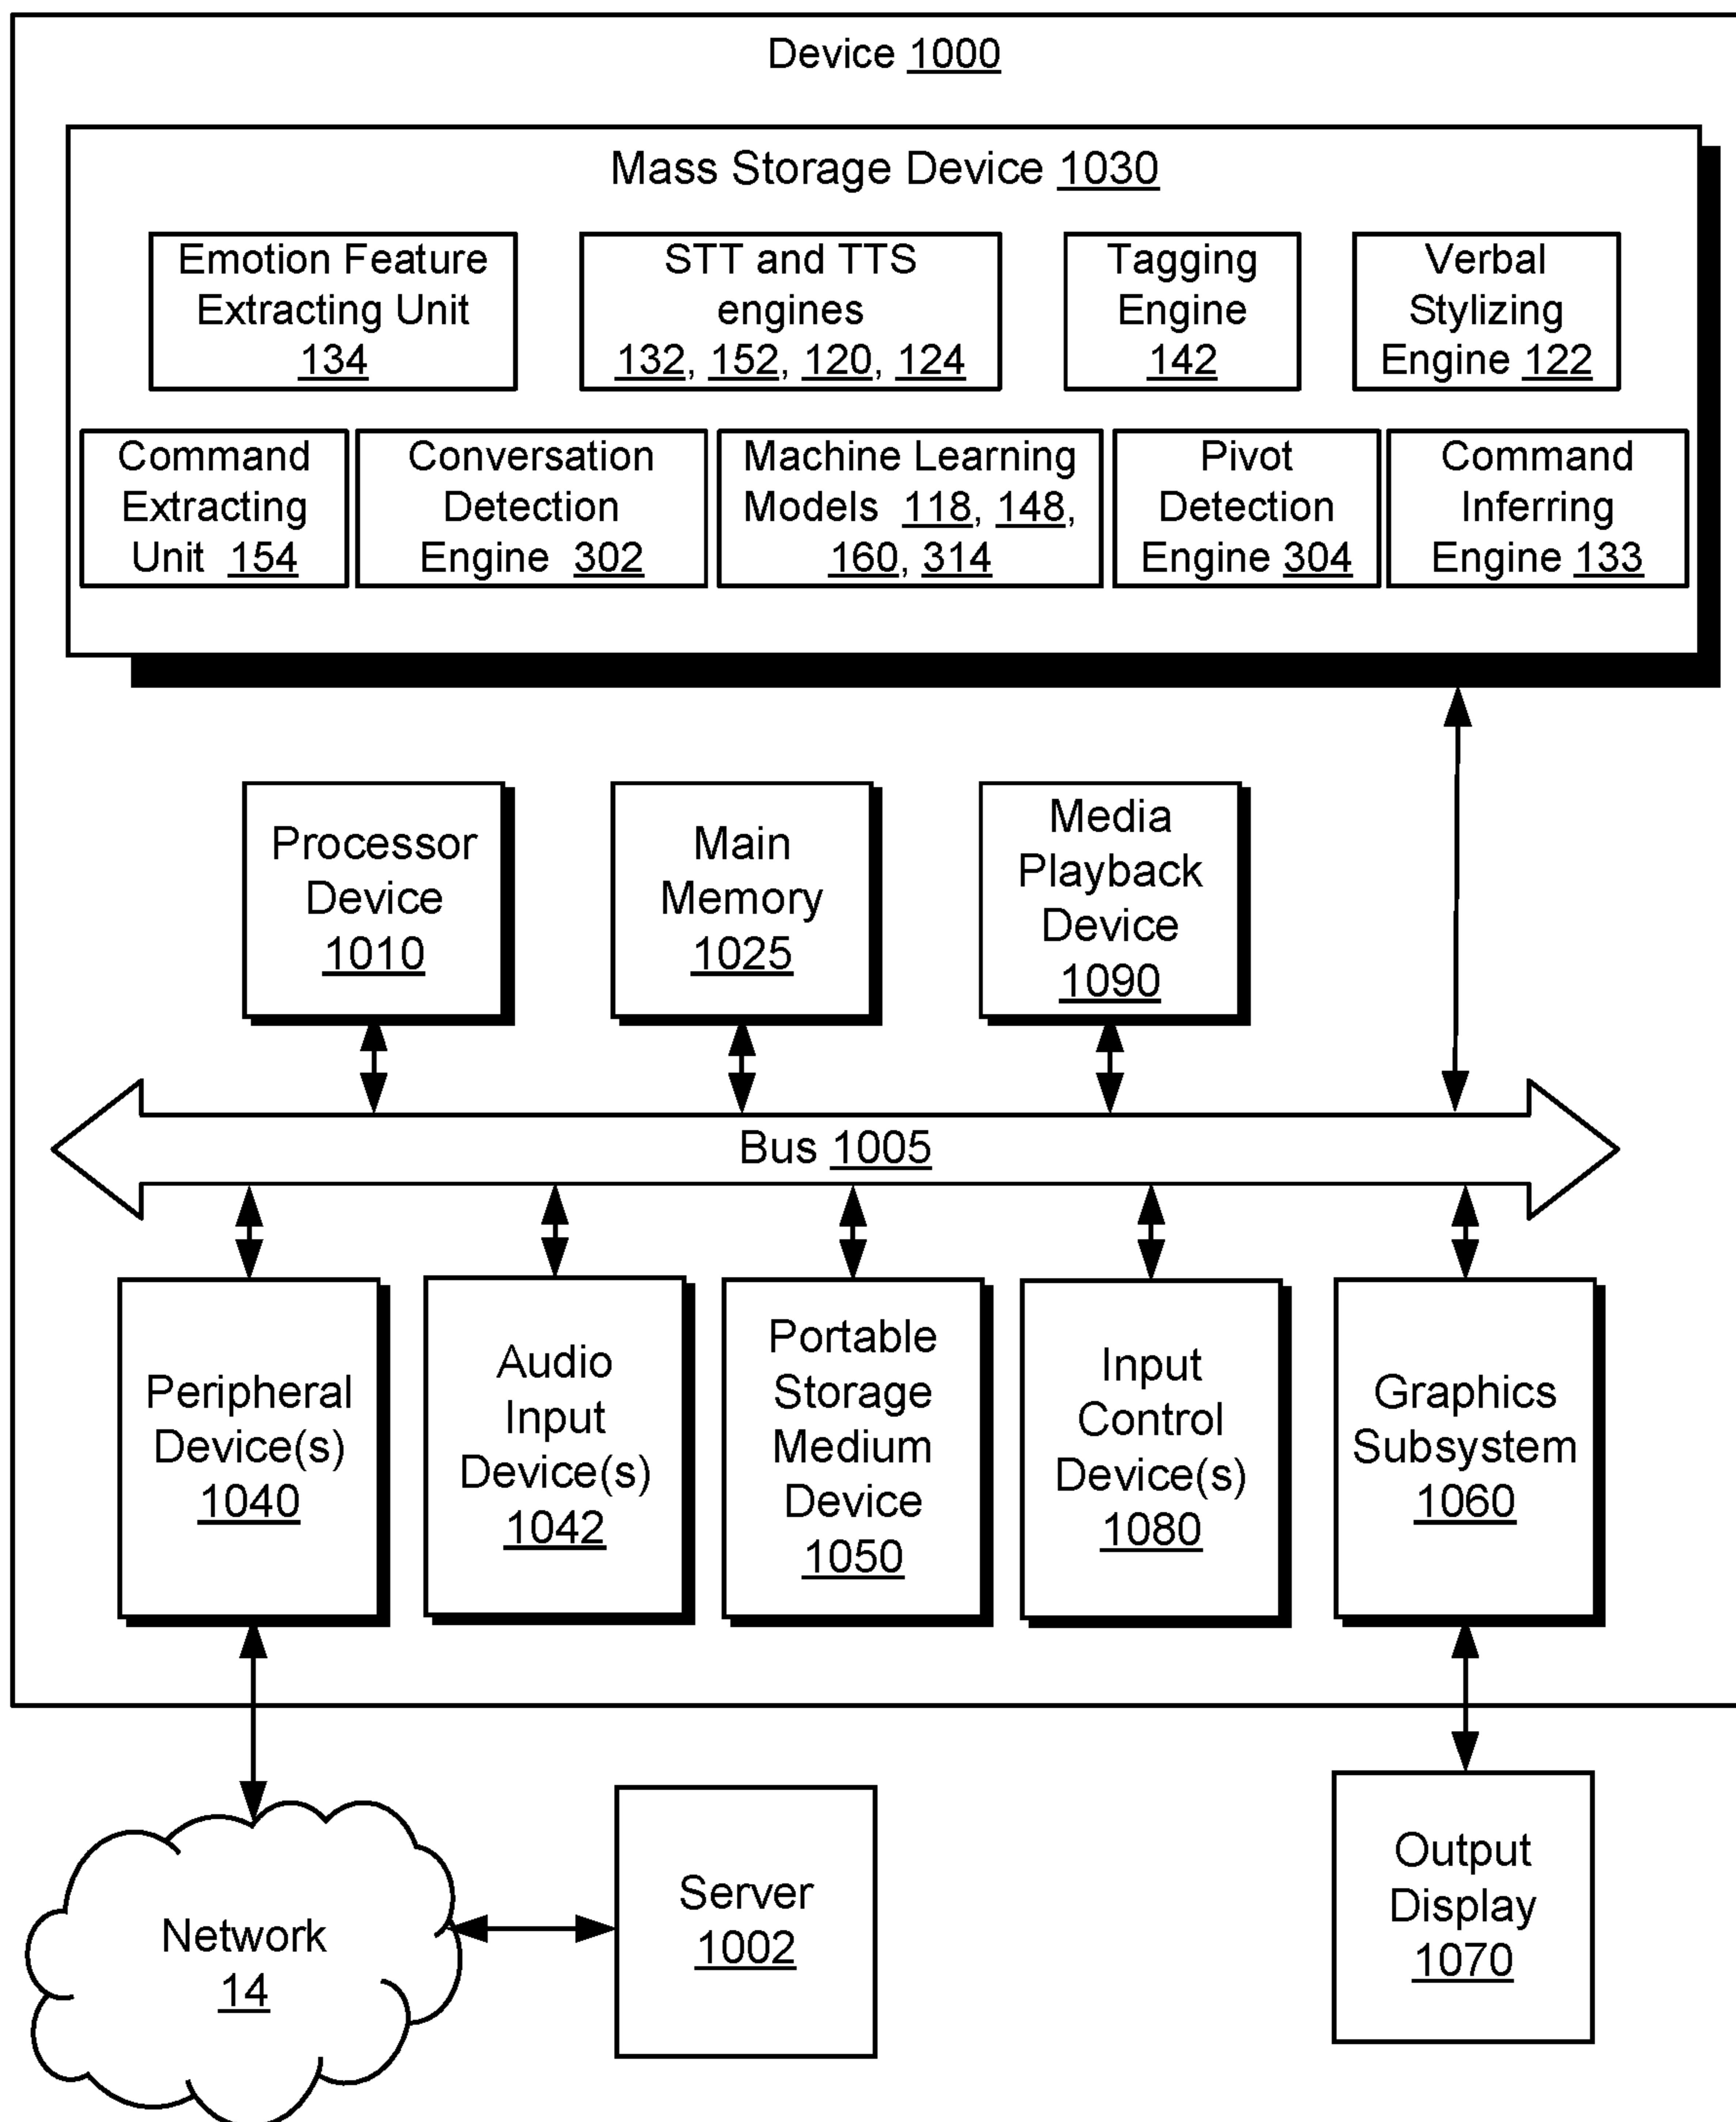 Device 1000
Mass Storage Device 1030
Emotion Feature
Extracting Unit
134
STT and TTS
engines
132, 152, 120, 124
Tagging
Engine
142
Verbal
Stylizing
Engine 122
Command
Extracting
Unit 154
Conversation
Detection
Engine 302
Machine Learning
Models 118, 148,
160, 314
Pivot
Detection
Engine 304
Command
Inferring
Engine 133
Processor
Device
1010
Main
Memory
1025
Media
Playback
Device
1090
Bus 1005
Peripheral
Device(s)
1040
Audio
Input
Device(s)
1042
Portable
Storage
Medium
Device
1050
Input
Control
Device(s)
1080
Graphics
Subsystem
1060
Network
14
Server
1002
Output
Display
1070